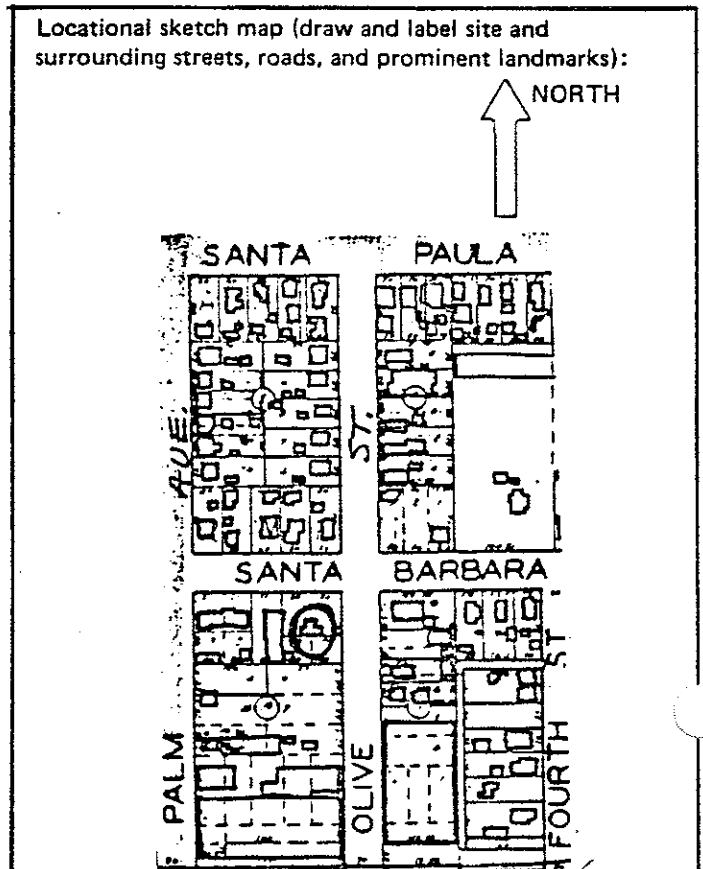 Locational sketch map (draw and label site and
surrounding streets, roads, and prominent landmarks):
NORTH
SANTA PAULA
AVE.
ST.
SANTA BARBARA
ST
PALM
OLIVE
FOURTH